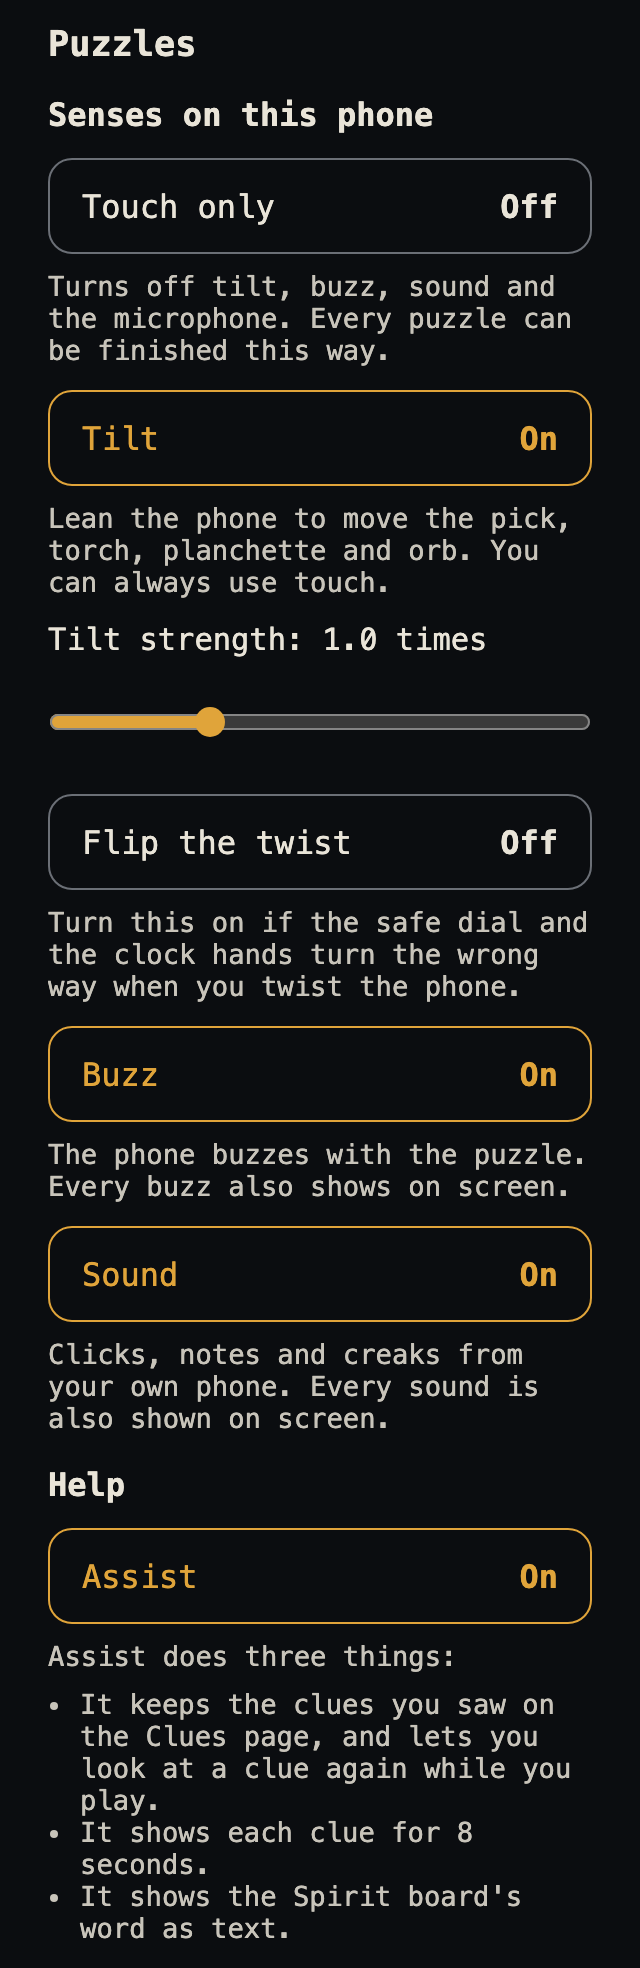 Puzzles
Senses on this phone
Touch only Off
Turns off tilt, buzz, sound and
the microphone. Every puzzle can
be finished this way.
Tilt On
Lean the phone to move the pick,
torch, planchette and orb. You
can always use touch.
Tilt strength: 1.0 times
Flip the twist Off
Turn this on if the safe dial and
the clock hands turn the wrong
way when you twist the phone.
Buzz On
The phone buzzes with the puzzle.
Every buzz also shows on screen.
Sound On
Clicks, notes and creaks from
your own phone. Every sound is
also shown on screen.
Help
Assist On
Assist does three things:
• It keeps the clues you saw on
the Clues page, and lets you
look at a clue again while you
play.
• It shows each clue for 8
seconds.
• It shows the Spirit board's
word as text.